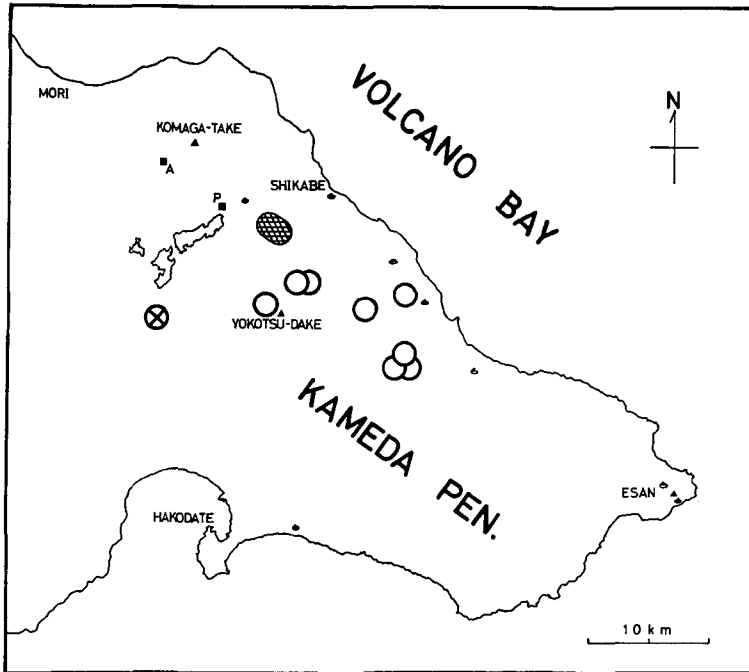 MORI
KOMAGA-TAKE
A
P
SHIKABE
VOLCANO BAY
N
YOKOTSU-DAKE
KAMEDA PEN.
HAKODATE
ESAN
10 km